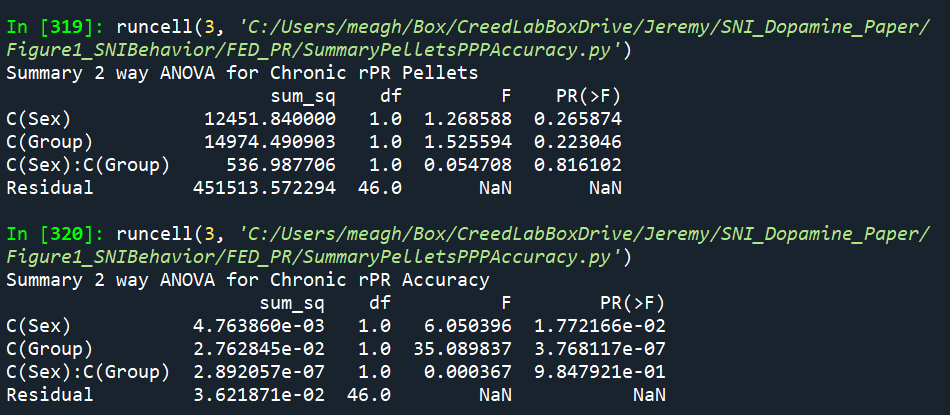 In [319]: runcell(3, 'C:/Users/meagh/Box/CreedLabBoxDrive/Jeremy/SNI_Dopamine_Paper/
Figure1_SNIBehavior/FED_PR/SummaryPelletsPPPAccuracy.py')
Summary 2 way ANOVA for Chronic rPR Pellets
sum_sq df F PR(>F)
C(Sex) 12451.840000 1.0 1.268588 0.265874
C(Group) 14974.490903 1.0 1.525594 0.223046
C(Sex):C(Group) 536.987706 1.0 0.054708 0.816102
Residual 451513.572294 46.0 NaN NaN
In [320]: runcell(3, 'C:/Users/meagh/Box/CreedLabBoxDrive/Jeremy/SNI_Dopamine_Paper/
Figure1_SNIBehavior/FED_PR/SummaryPelletsPPPAccuracy.py')
Summary 2 way ANOVA for Chronic rPR Accuracy
sum_sq df F PR(>F)
C(Sex) 4.763860e-03 1.0 6.050396 1.772166e-02
C(Group) 2.762845e-02 1.0 35.089837 3.768117e-07
C(Sex):C(Group) 2.892057e-07 1.0 0.000367 9.847921e-01
Residual 3.621871e-02 46.0 NaN NaN